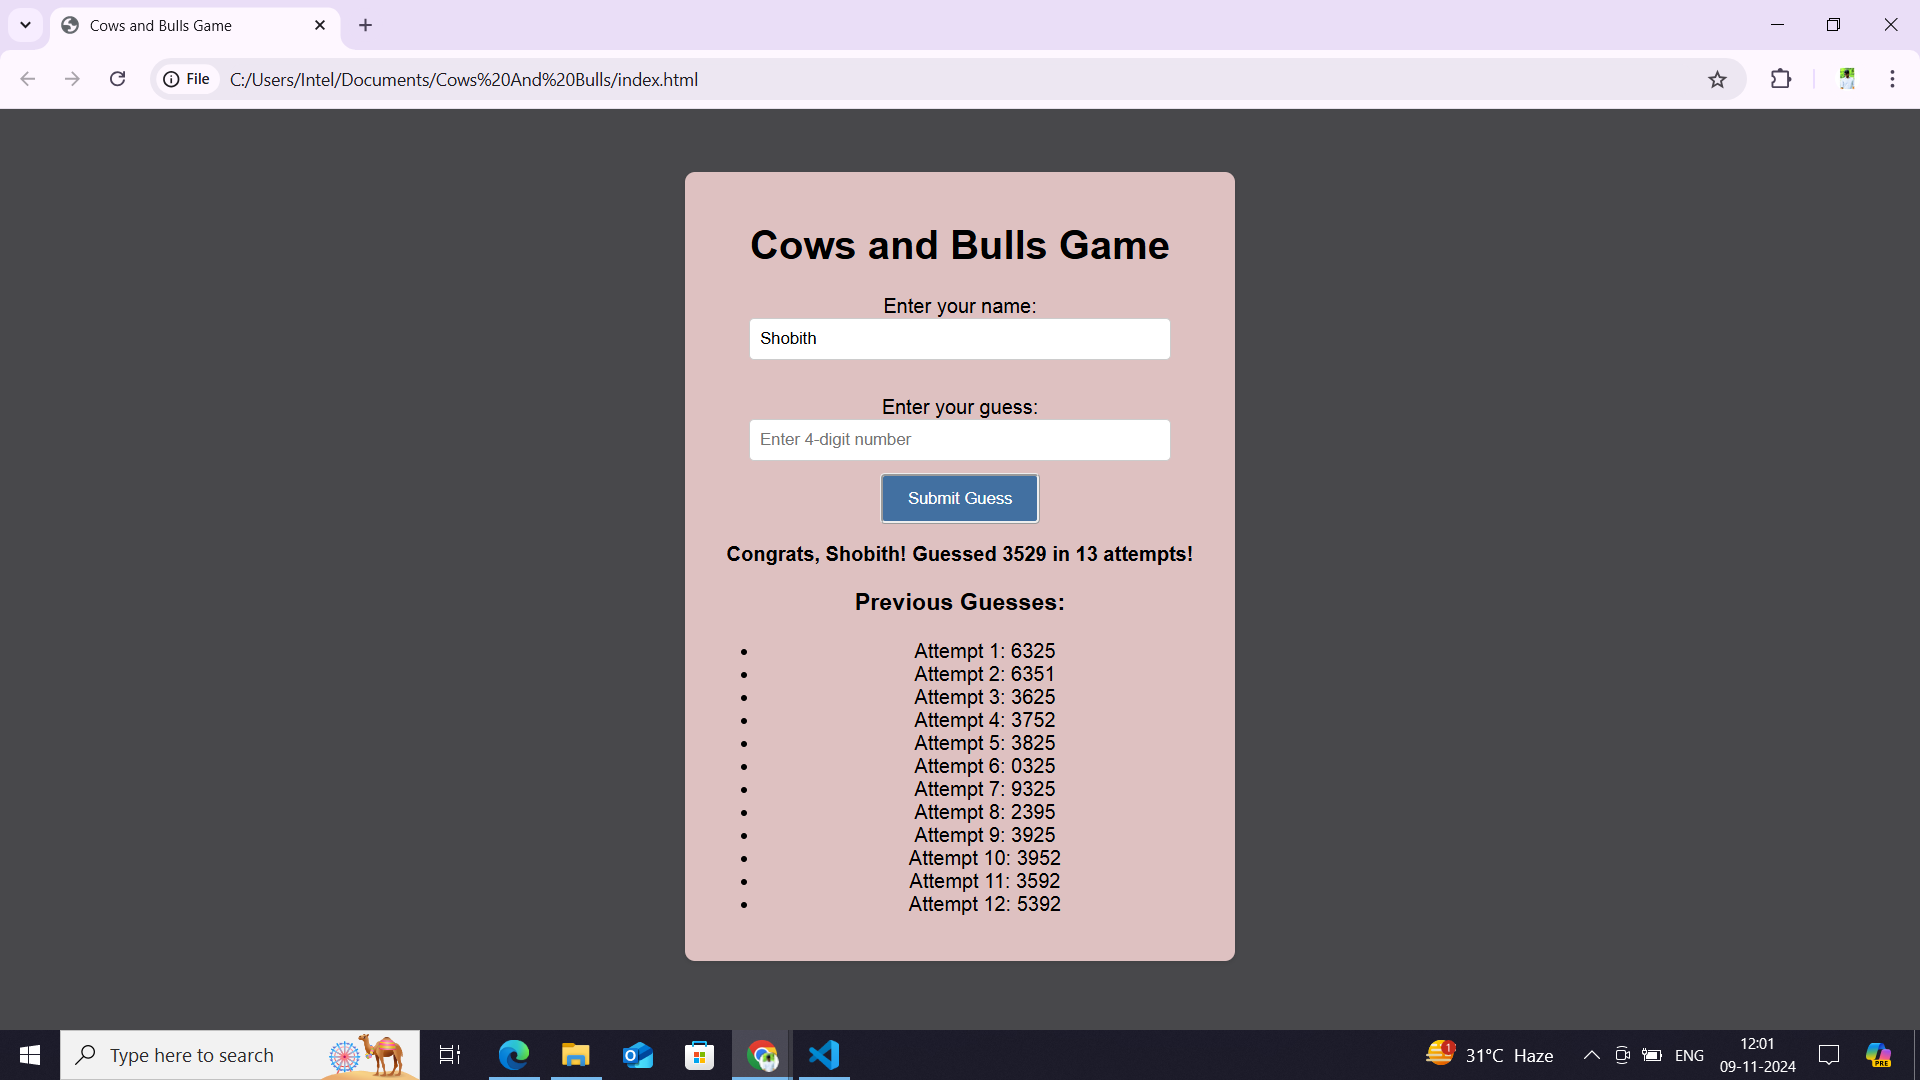 Cows and Bulls Game
File C:/Users/Intel/Documents/Cows%20And%20Bulls/index.html
Cows and Bulls Game
Enter your name:
Shobith
Enter your guess:
Enter 4-digit number
Submit Guess
Congrats, Shobith! Guessed 3529 in 13 attempts!
Previous Guesses:
• Attempt 1: 6325
• Attempt 2: 6351
• Attempt 3: 3625
• Attempt 4: 3752
• Attempt 5: 3825
• Attempt 6: 0325
• Attempt 7: 9325
• Attempt 8: 2395
• Attempt 9: 3925
• Attempt 10: 3952
• Attempt 11: 3592
• Attempt 12: 5392
Type here to search
1 31°C Haze
ENG
12:01
09-11-2024
PRE